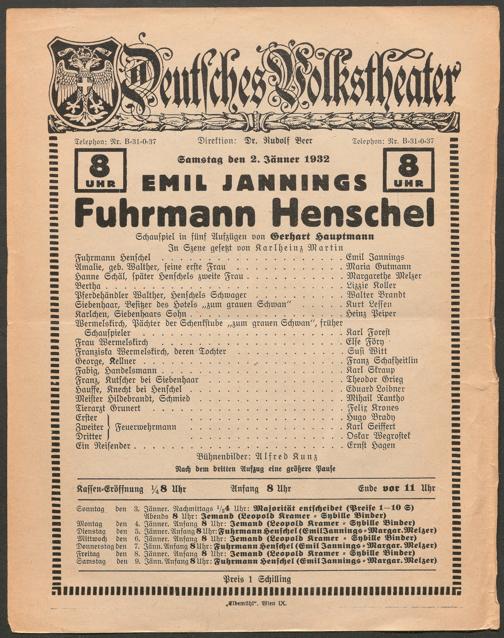 Deutsches Volkstheater
Telephon: Nr. B-31-0-37 Direktion: Dr. Rudolf Beer Telephon: Nr. B-31-0-37
8 UHR Samstag den 2. Jänner 1932 8 UHR
EMIL JANNINGS
Fuhrmann Henschel
Schauspiel in fünf Aufzügen von Gerhart Hauptmann
In Szene gesetzt von Karlheinz Martin
Fuhrmann Henschel Emil Jannings
Amalie, geb. Walther, seine erste Frau Maria Gutmann
Hanne Schäl, später Henschels zweite Frau Margarethe Melzer
Bertha Lizzie Koller
Pferdehändler Walther, Henschels Schwager Walter Brandt
Siebenhaar, Besitzer des Hotels „zum grauen Schwan“ Kurt Lessen
Karlchen, Siebenhaars Sohn Heinz Peiper
Wermelskirch, Pächter der Schenkstube „zum grauen Schwan“, früher
Schauspieler Karl Forest
Frau Wermelskirch Else Föry
Franziska Wermelskirch, deren Tochter Susi Witt
George, Kellner Franz Schafheitlin
Fabig, Handelsmann Karl Skraup
Franz, Kutscher bei Siebenhaar Theodor Grieg
Hauffe, Knecht bei Henschel Eduard Loibner
Meister Hildebrandt, Schmied Mihail Xantho
Tierarzt Grunert Felix Krones
Erster } Hugo Brady
Zweiter } Feuerwehrmann Karl Seiffert
Dritter } Oskar Wegrostek
Ein Reisender Ernst Hagen
Bühnenbilder: Alfred Kunz
Nach dem dritten Aufzug eine größere Pause
Kassen-Eröffnung ¼8 Uhr Anfang 8 Uhr Ende vor 11 Uhr
Sonntag den 3. Jänner. Nachmittags ¼4 Uhr: Majorität entscheidet (Preise 1—10 S)
Abends 8 Uhr: Jemand (Leopold Kramer - Sybille Binder)
Montag den 4. Jänner. Anfang 8 Uhr: Jemand (Leopold Kramer - Sybille Binder)
Dienstag den 5. Jänn. Anfang 8 Uhr: Fuhrmann Henschel (Emil Jannings-Margar. Melzer)
Mittwoch den 6. Jänner. Anfang 8 Uhr: Jemand (Leopold Kramer - Sybille Binder)
Donnerstag den 7. Jänn. Anfang 8 Uhr: Fuhrmann Henschel (Emil Jannings-Margar. Melzer)
Freitag den 8. Jänner. Anfang 8 Uhr: Jemand (Leopold Kramer - Sybille Binder)
Samstag den 9. Jänn. Anfang 8 Uhr: Fuhrmann Henschel (Emil Jannings-Margar. Melzer)
Preis 1 Schilling
„Elbemühl“, Wien IX.